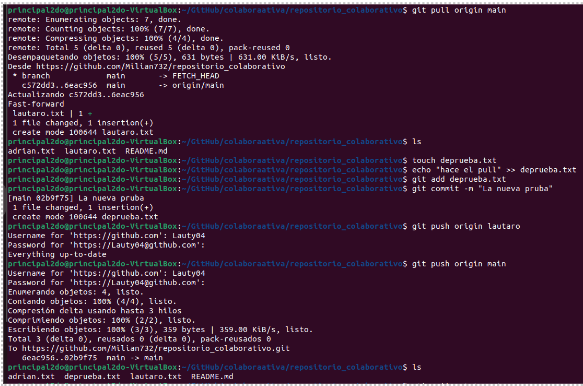 principal2do@principal2do-VirtualBox:~/GitHub/colaboraativa/repositorio_colaborativo$ git pull origin main
remote: Enumerating objects: 7, done.
remote: Counting objects: 100% (7/7), done.
remote: Compressing objects: 100% (4/4), done.
remote: Total 5 (delta 0), reused 5 (delta 0), pack-reused 0
Desempaquetando objetos: 100% (5/5), 631 bytes | 631.00 KiB/s, listo.
Desde https://github.com/Milian732/repositorio_colaborativo
 * branch            main       -> FETCH_HEAD
   c572dd3..6eac956  main       -> origin/main
Actualizando c572dd3..6eac956
Fast-forward
 lautaro.txt | 1 +
 1 file changed, 1 insertion(+)
 create mode 100644 lautaro.txt
principal2do@principal2do-VirtualBox:~/GitHub/colaboraativa/repositorio_colaborativo$ ls
adrian.txt  lautaro.txt  README.md
principal2do@principal2do-VirtualBox:~/GitHub/colaboraativa/repositorio_colaborativo$ touch deprueba.txt
principal2do@principal2do-VirtualBox:~/GitHub/colaboraativa/repositorio_colaborativo$ echo "hace el pull" >> deprueba.txt
principal2do@principal2do-VirtualBox:~/GitHub/colaboraativa/repositorio_colaborativo$ git add deprueba.txt
principal2do@principal2do-VirtualBox:~/GitHub/colaboraativa/repositorio_colaborativo$ git commit -m "La nueva pruba"
[main 02b9f75] La nueva pruba
 1 file changed, 1 insertion(+)
 create mode 100644 deprueba.txt
principal2do@principal2do-VirtualBox:~/GitHub/colaboraativa/repositorio_colaborativo$ git push origin lautaro
Username for 'https://github.com': Lauty04
Password for 'https://Lauty04@github.com':
Everything up-to-date
principal2do@principal2do-VirtualBox:~/GitHub/colaboraativa/repositorio_colaborativo$ git push origin main
Username for 'https://github.com': Lauty04
Password for 'https://Lauty04@github.com':
Enumerando objetos: 4, listo.
Contando objetos: 100% (4/4), listo.
Compresión delta usando hasta 3 hilos
Comprimiendo objetos: 100% (2/2), listo.
Escribiendo objetos: 100% (3/3), 359 bytes | 359.00 KiB/s, listo.
Total 3 (delta 0), reusados 0 (delta 0), pack-reusados 0
To https://github.com/Milian732/repositorio_colaborativo.git
   6eac956..02b9f75  main -> main
principal2do@principal2do-VirtualBox:~/GitHub/colaboraativa/repositorio_colaborativo$ ls
adrian.txt  deprueba.txt  lautaro.txt  README.md